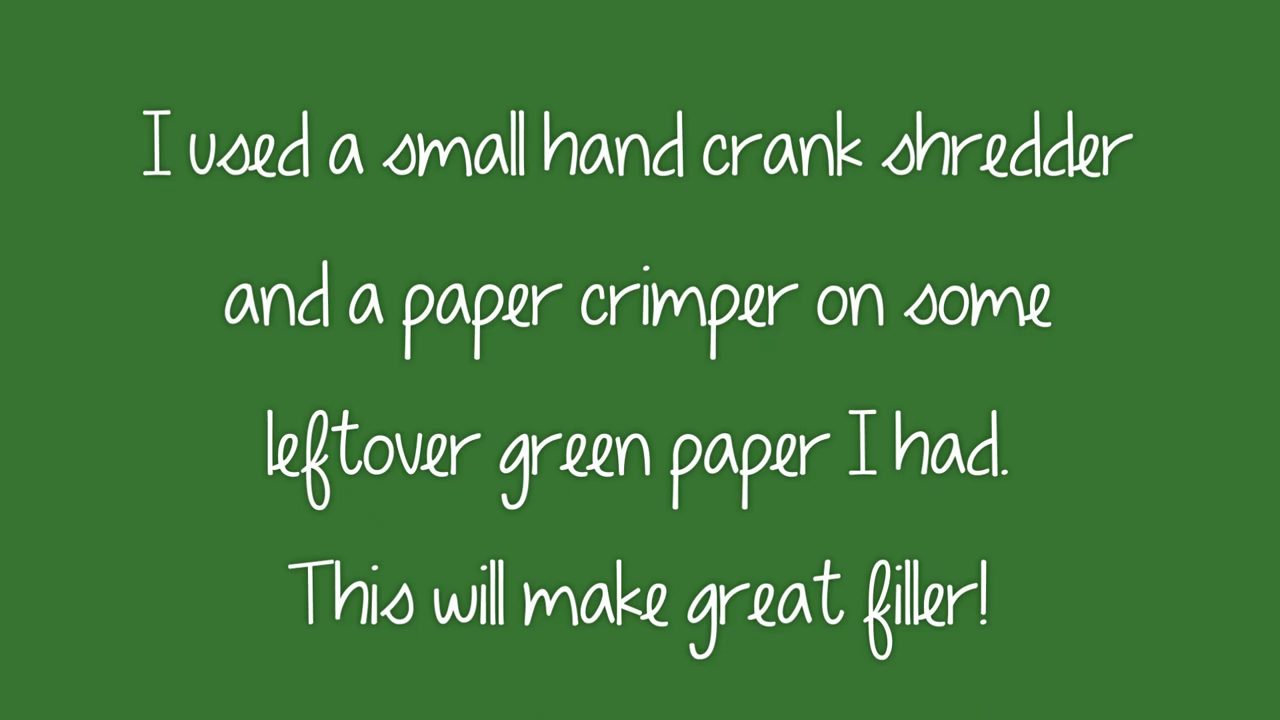 I used a small hand crank shredder
and a paper crimper on some
leftover green paper I had.
This will make great filler!